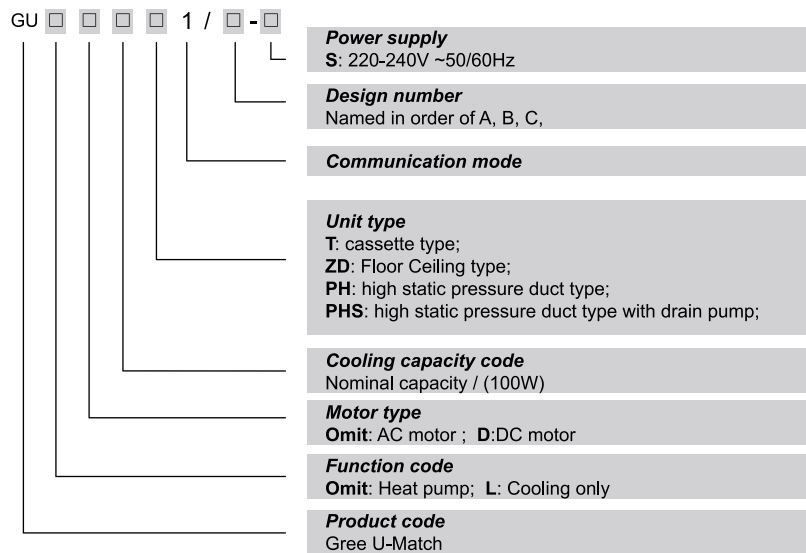 GU □ □ □ □ 1 / □ - □
Power supply
S: 220-240V ~50/60Hz
Design number
Named in order of A, B, C,
Communication mode
Unit type
T: cassette type;
ZD: Floor Ceiling type;
PH: high static pressure duct type;
PHS: high static pressure duct type with drain pump;
Cooling capacity code
Nominal capacity / (100W)
Motor type
Omit: AC motor ; D:DC motor
Function code
Omit: Heat pump; L: Cooling only
Product code
Gree U-Match